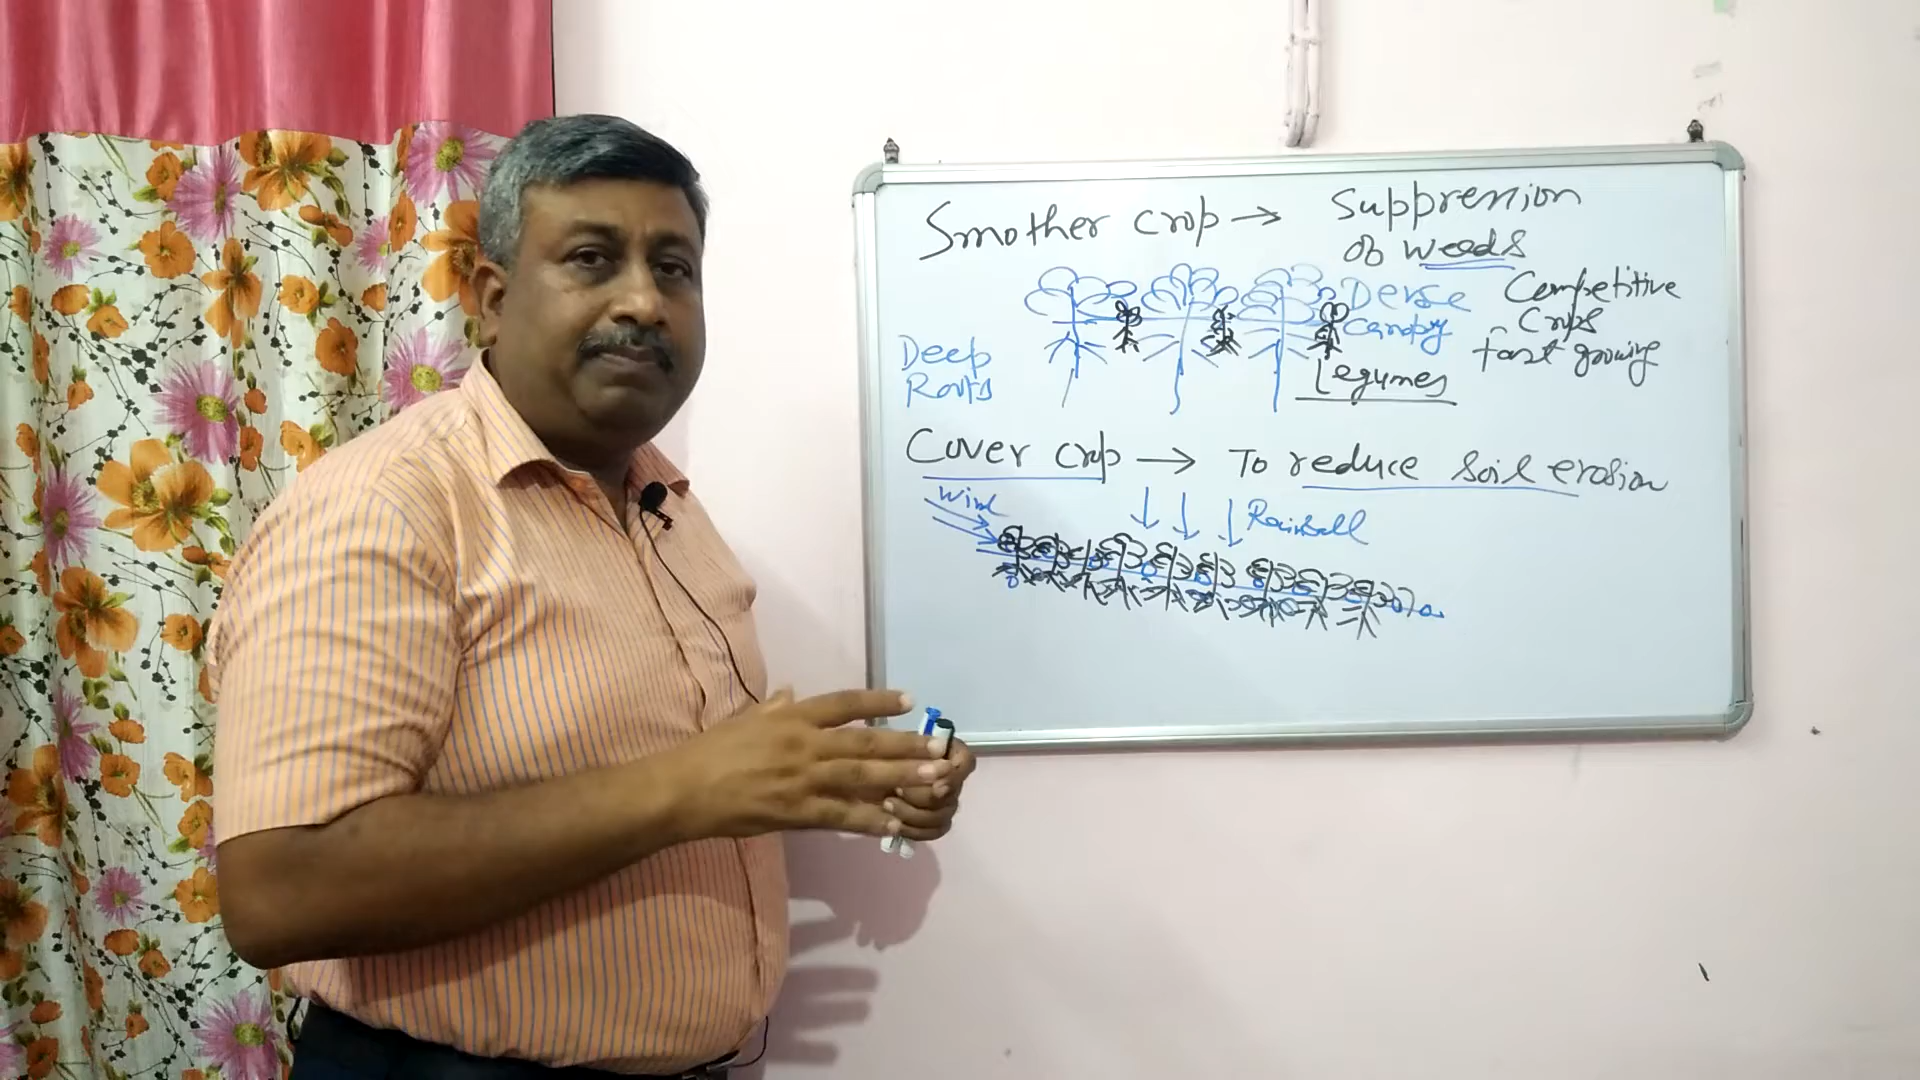 Smother crop → Suppression
of weeds
Dense
Canopy
Competitive
Crops
fast growing
Deep
Roots
Legumes
Cover crop → To reduce soil erosion
Wind
Rainfall